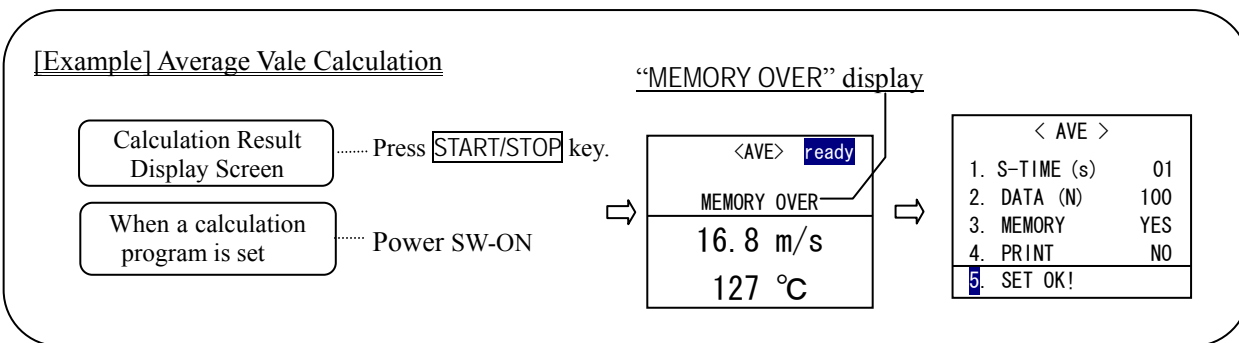 [Example] Average Vale Calculation
“MEMORY OVER” display
Calculation Result
Display Screen
Press START/STOP key.
When a calculation
program is set
Power SW-ON
<AVE> ready
MEMORY OVER
16.8 m/s
127 °C
< AVE >
1. S-TIME (s) 01
2. DATA (N) 100
3. MEMORY YES
4. PRINT NO
5. SET OK!